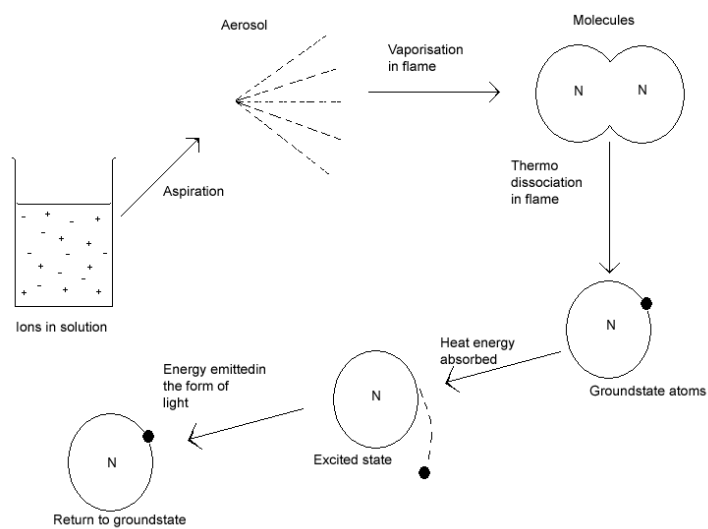 Aerosol
Molecules
Vaporisation
in flame
N N
Aspiration
Thermo
dissociation
in flame
- + - +
- + - +
+ - + -
+ - + -
- + - +
+ - + - +
Ions in solution
N
Groundstate atoms
Heat energy
absorbed
N
Excited state
Energy emittedin
the form of
light
N
Return to groundstate